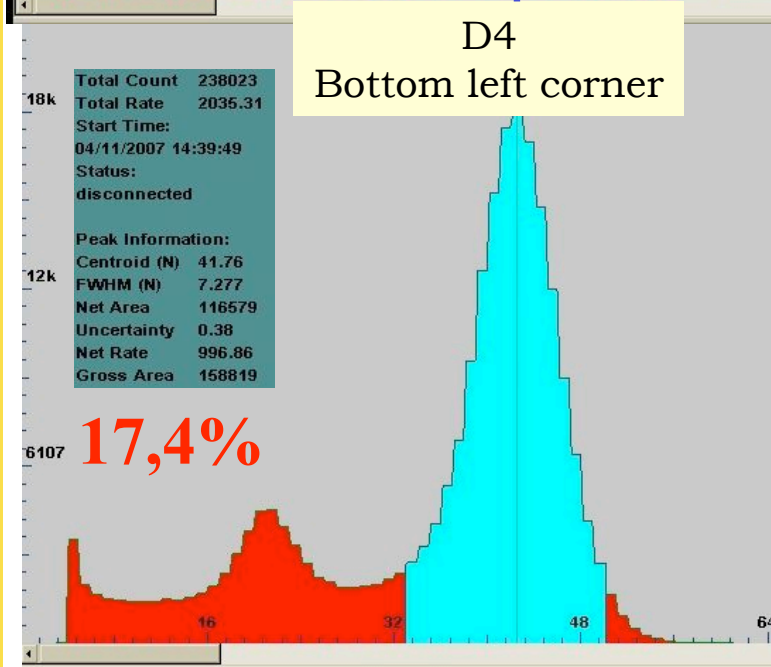 D4
Bottom left corner
Total Count 238023
Total Rate 2035.31
Start Time:
04/11/2007 14:39:49
Status:
disconnected
Peak Information:
Centroid (N) 41.76
FWHM (N) 7.277
Net Area 116579
Uncertainty 0.38
Net Rate 996.86
Gross Area 158819
17,4%
18k
12k
6107
16
32
48
64